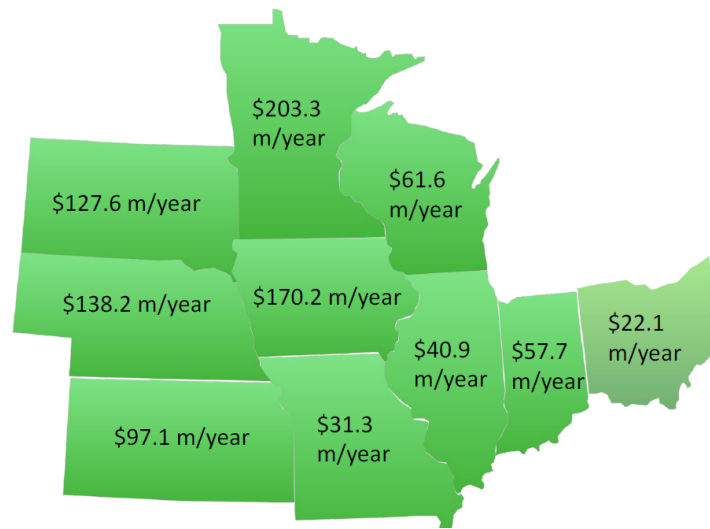 $203.3
m/year
$61.6
m/year
$127.6 m/year
$138.2 m/year
$170.2 m/year
$22.1
m/year
$40.9
m/year
$57.7
m/year
$97.1 m/year
$31.3
m/year